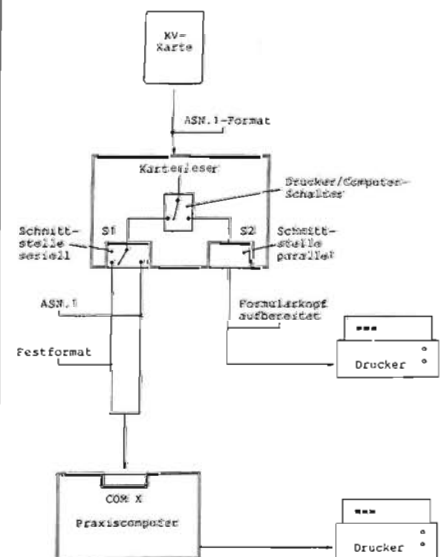 KV-
Karte
ASN.1-Format
Kartenleser
Drucker/Computer-
Schalter
Schnitt-
stelle
seriell
S1
S2
Schnitt-
stelle
parallel
ASN.1
Formularkopf
aufbereitet
Festformat
Drucker
COM X
Praxiscomputer
Drucker